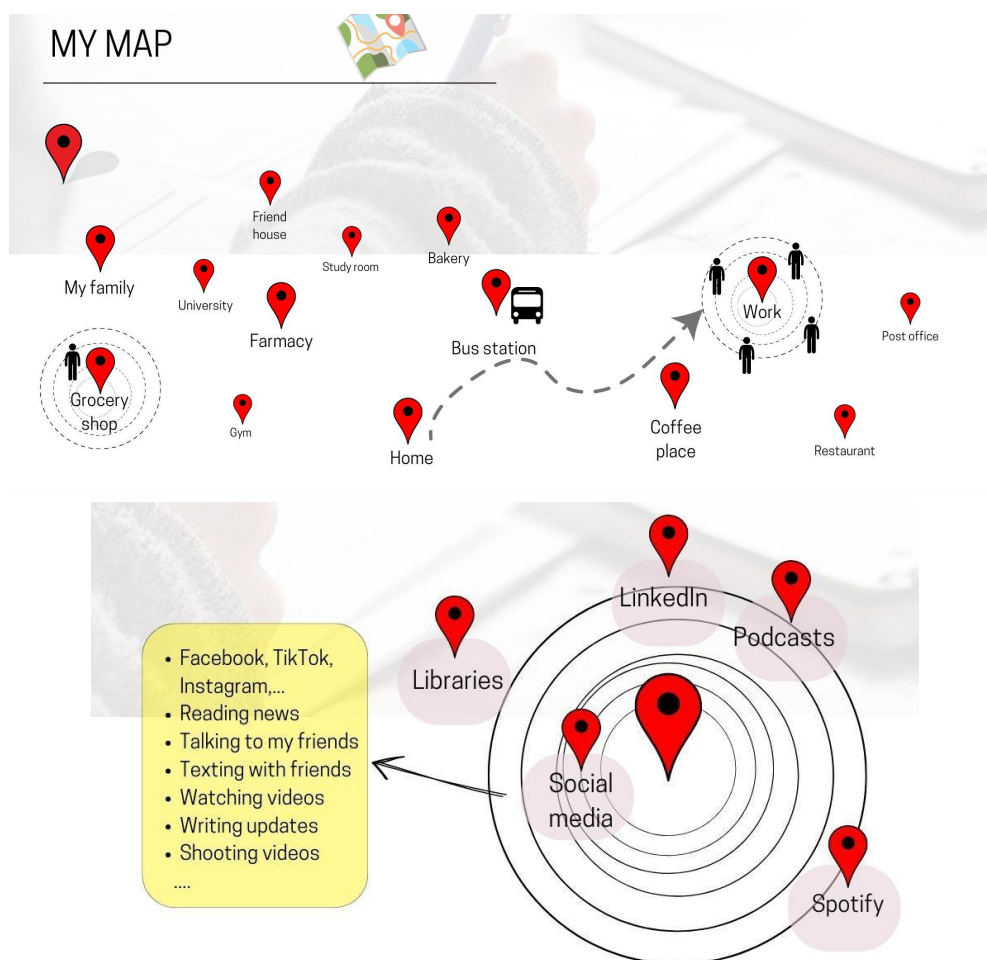 MY MAP
Friend
house
Study room
Bakery
My family
University
Farmacy
Bus station
Work
Post office
Grocery
shop
Gym
Home
Coffee
place
Restaurant
LinkedIn
Podcasts
Libraries
• Facebook, TikTok,
Instagram,...
• Reading news
• Talking to my friends
• Texting with friends
• Watching videos
• Writing updates
• Shooting videos
....
Social
media
Spotify